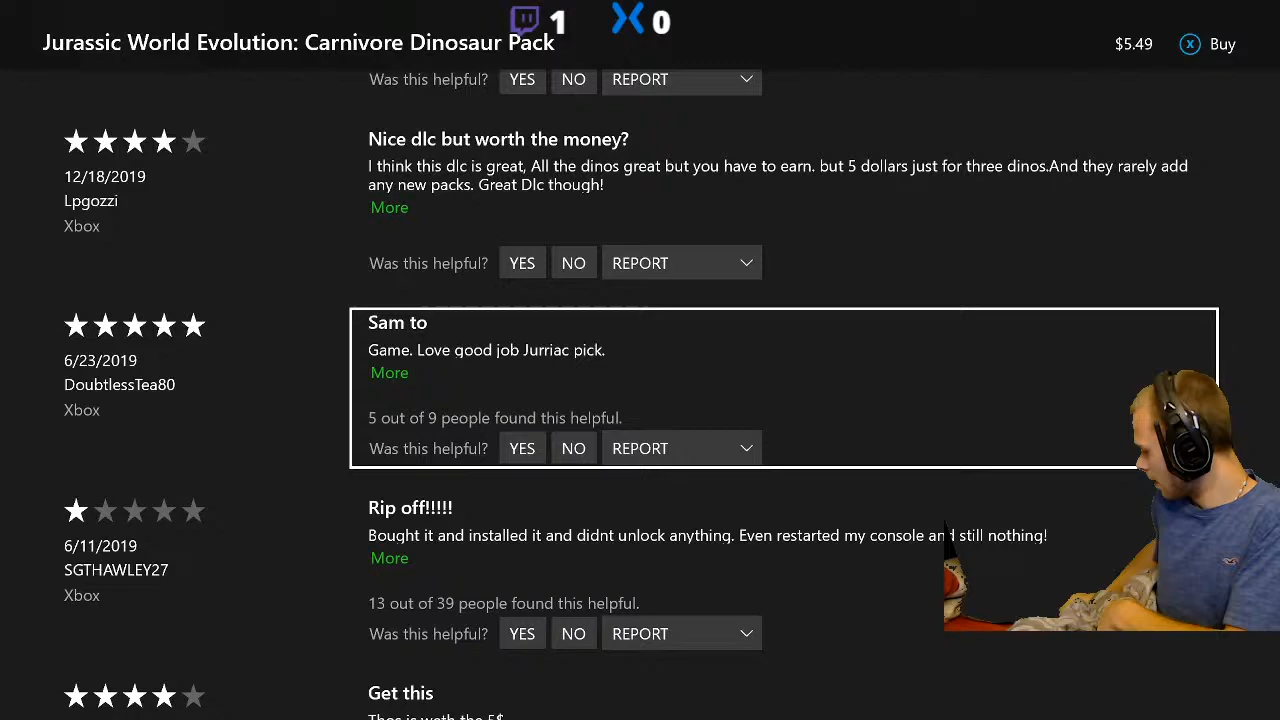 1 0
Jurassic World Evolution: Carnivore Dinosaur Pack $5.49 X Buy
Was this helpful? YES NO REPORT
Nice dlc but worth the money?
12/18/2019
Lpgozzi
Xbox
I think this dlc is great, All the dinos great but you have to earn. but 5 dollars just for three dinos.And they rarely add
any new packs. Great Dlc though!
More
Was this helpful? YES NO REPORT
Sam to
6/23/2019
DoubtlessTea80
Xbox
Game. Love good job Jurriac pick.
More
5 out of 9 people found this helpful.
Was this helpful? YES NO REPORT
Rip off!!!!!
6/11/2019
SGTHAWLEY27
Xbox
Bought it and installed it and didnt unlock anything. Even restarted my console and still nothing!
More
13 out of 39 people found this helpful.
Was this helpful? YES NO REPORT
Get this
Thos is weth the 5$